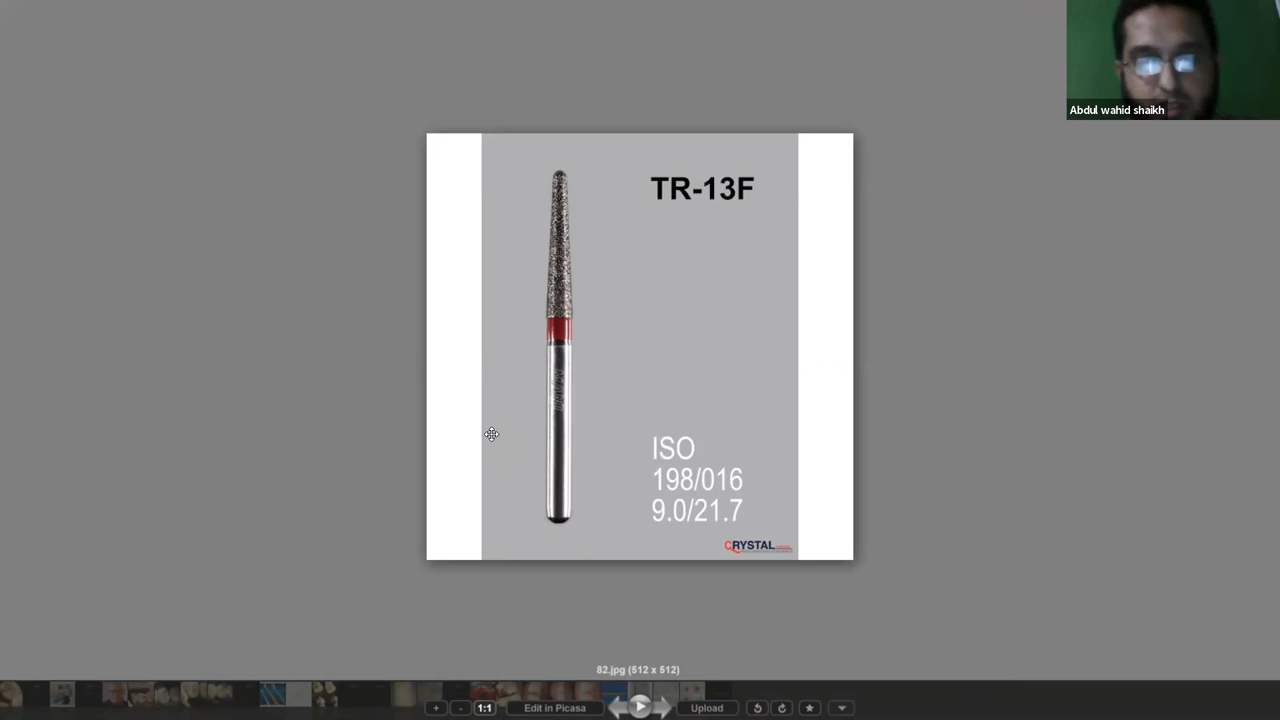 Abdul wahid shaikh
TR-13F
ISO
198/016
9.0/21.7
CRYSTAL
82.jpg (512 x 512)
+ - 1:1 Edit in Picasa Upload